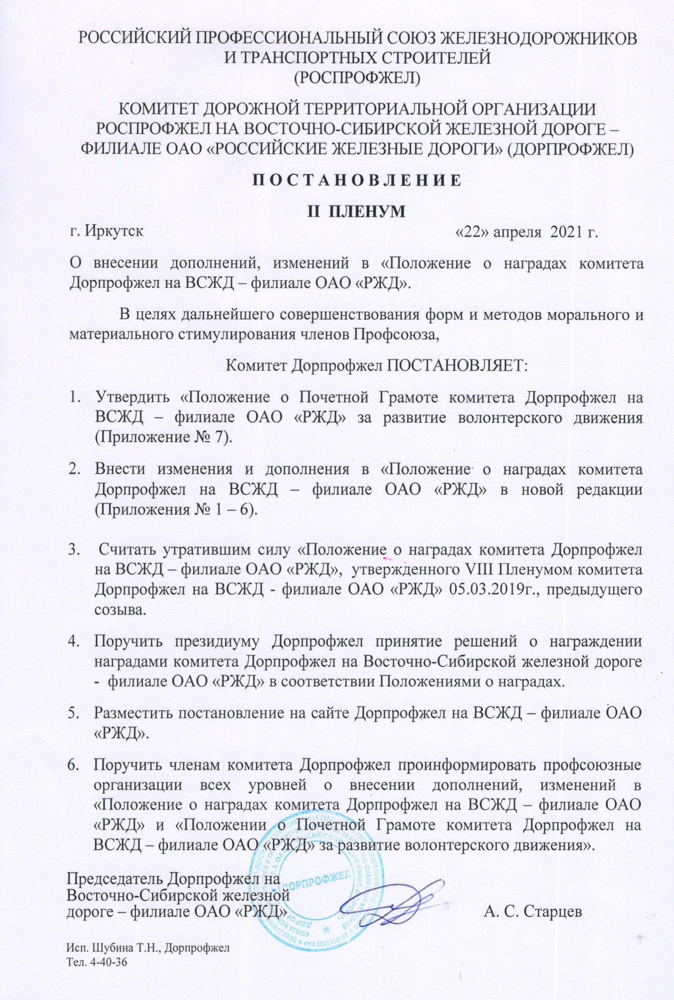 РОССИЙСКИЙ ПРОФЕССИОНАЛЬНЫЙ СОЮЗ ЖЕЛЕЗНОДОРОЖНИКОВ
И ТРАНСПОРТНЫХ СТРОИТЕЛЕЙ
(РОСПРОФЖЕЛ)
КОМИТЕТ ДОРОЖНОЙ ТЕРРИТОРИАЛЬНОЙ ОРГАНИЗАЦИИ
РОСПРОФЖЕЛ НА ВОСТОЧНО-СИБИРСКОЙ ЖЕЛЕЗНОЙ ДОРОГЕ –
ФИЛИАЛЕ ОАО «РОССИЙСКИЕ ЖЕЛЕЗНЫЕ ДОРОГИ» (ДОРПРОФЖЕЛ)
П О С Т А Н О В Л Е Н И Е
II ПЛЕНУМ
г. Иркутск «22» апреля 2021 г.
О внесении дополнений, изменений в «Положение о наградах комитета
Дорпрофжел на ВСЖД – филиале ОАО «РЖД».
В целях дальнейшего совершенствования форм и методов морального и
материального стимулирования членов Профсоюза,
Комитет Дорпрофжел ПОСТАНОВЛЯЕТ:
1. Утвердить «Положение о Почетной Грамоте комитета Дорпрофжел на
ВСЖД – филиале ОАО «РЖД» за развитие волонтерского движения
(Приложение № 7).
2. Внести изменения и дополнения в «Положение о наградах комитета
Дорпрофжел на ВСЖД – филиале ОАО «РЖД» в новой редакции
(Приложения № 1 – 6).
3. Считать утратившим силу «Положение о наградах комитета Дорпрофжел
на ВСЖД – филиале ОАО «РЖД», утвержденного VIII Пленумом комитета
Дорпрофжел на ВСЖД - филиале ОАО «РЖД» 05.03.2019г., предыдущего
созыва.
4. Поручить президиуму Дорпрофжел принятие решений о награждении
наградами комитета Дорпрофжел на Восточно-Сибирской железной дороге
- филиале ОАО «РЖД» в соответствии Положениями о наградах.
5. Разместить постановление на сайте Дорпрофжел на ВСЖД – филиале ОАО
«РЖД».
6. Поручить членам комитета Дорпрофжел проинформировать профсоюзные
организации всех уровней о внесении дополнений, изменений в
«Положение о наградах комитета Дорпрофжел на ВСЖД – филиале ОАО
«РЖД» и «Положении о Почетной Грамоте комитета Дорпрофжел на
ВСЖД – филиале ОАО «РЖД» за развитие волонтерского движения».
Председатель Дорпрофжел на
Восточно-Сибирской железной
дороге – филиале ОАО «РЖД» А. С. Старцев
ДОРПРОФЖЕЛ
Исп. Шубина Т.Н., Дорпрофжел
Тел. 4-40-36